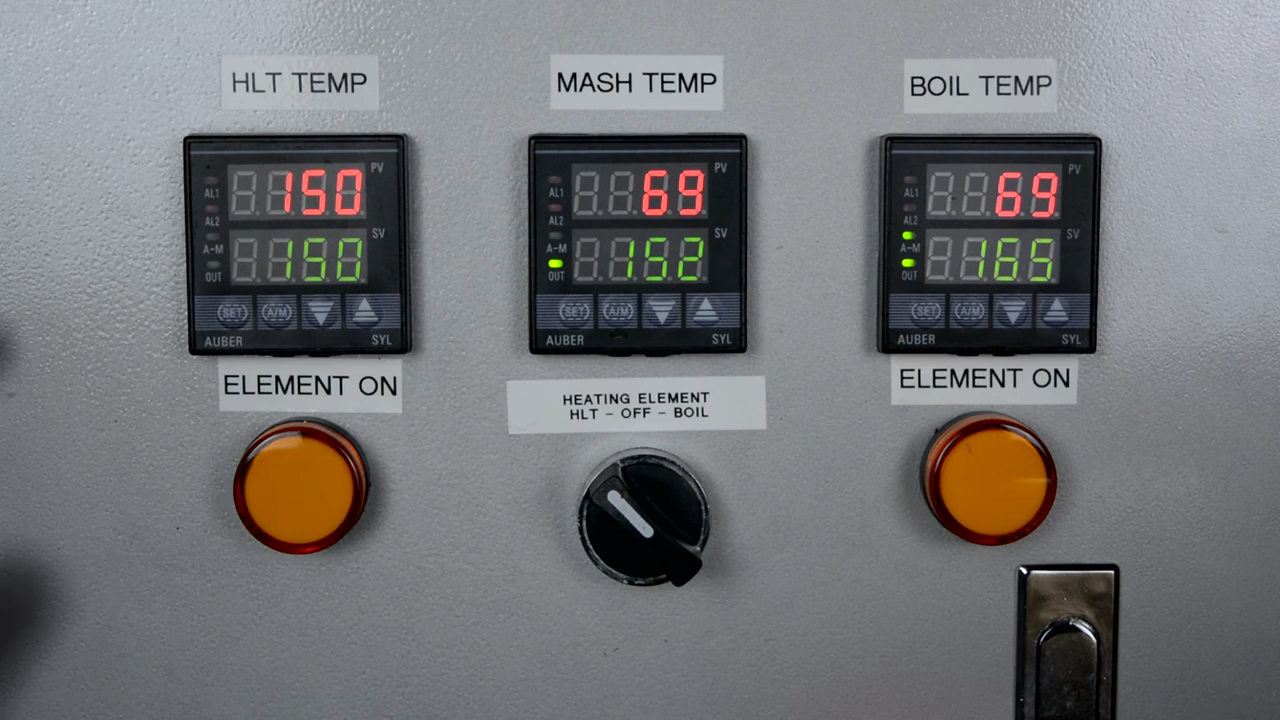 HLT TEMP
MASH TEMP
BOIL TEMP
PV
150
AL1
AL2
SV
150
A-M
OUT
SET
A/M
AUBER
SYL
PV
69
AL1
AL2
SV
152
A-M
OUT
SET
A/M
AUBER
SYL
PV
69
AL1
AL2
SV
165
A-M
OUT
SET
A/M
AUBER
SYL
ELEMENT ON
HEATING ELEMENT
HLT - OFF - BOIL
ELEMENT ON